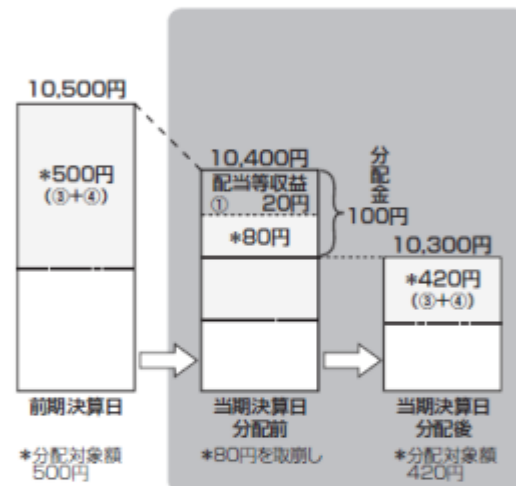 10,500円
*500円
(③+④)
前期決算日
*分配対象額
500円
10,400円
配当等収益
① 20円
*80円
分配金
100円
当期決算日
分配前
*80円を取崩し
10,300円
*420円
(③+④)
当期決算日
分配後
*分配対象額
420円